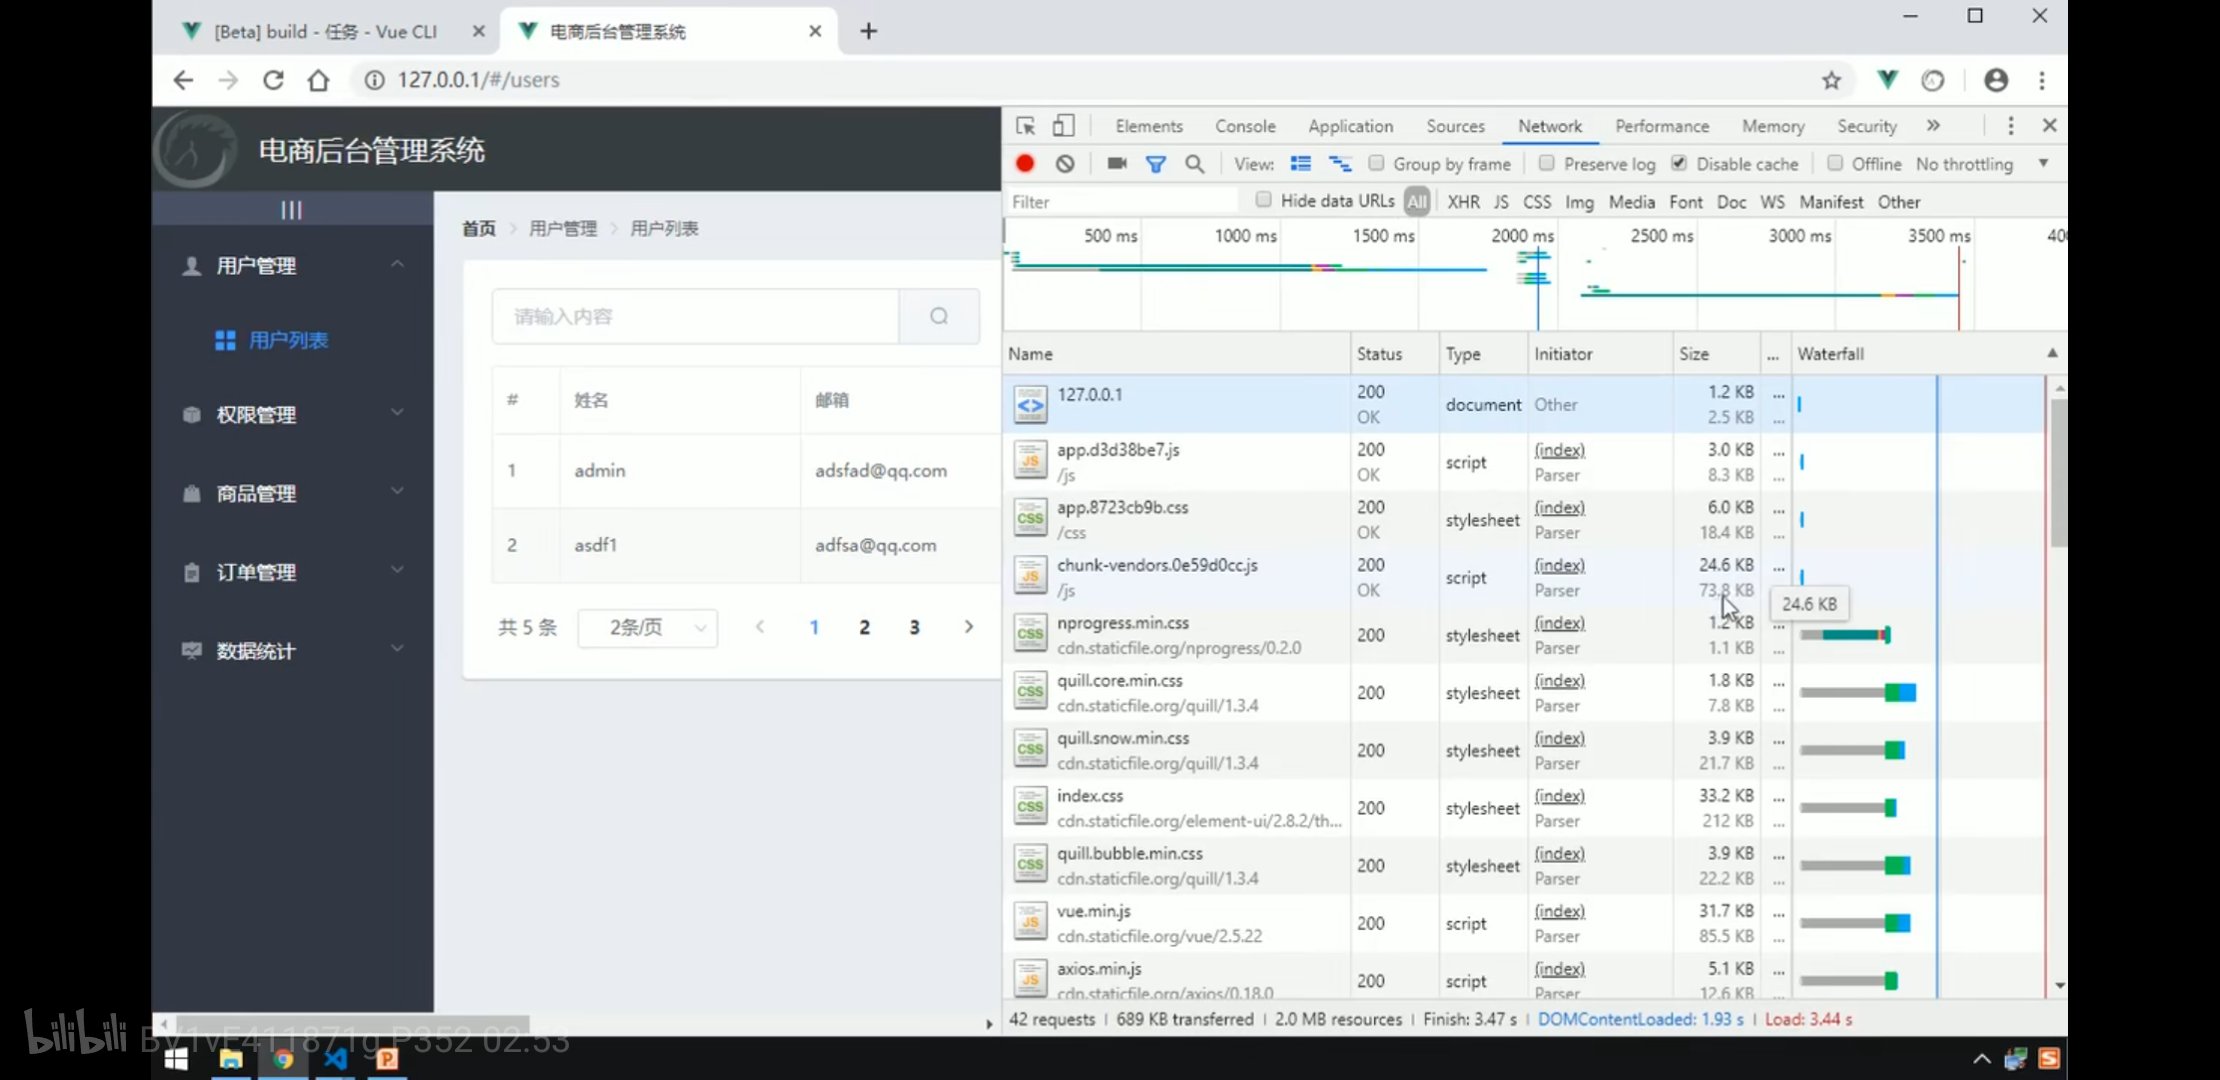 [Beta] build - 任务 - Vue CLI
电商后台管理系统
127.0.0.1/#/users
电商后台管理系统
用户管理
用户列表
权限管理
商品管理
订单管理
数据统计
首页 用户管理 用户列表
请输入内容
# 姓名 邮箱
1 admin adsfad@qq.com
2 asdf1 adfsa@qq.com
共 5 条 2条/页 1 2 3
Elements Console Application Sources Network Performance Memory Security
View: Group by frame Preserve log Disable cache Offline No throttling
Filter Hide data URLs All XHR JS CSS Img Media Font Doc WS Manifest Other
500 ms 1000 ms 1500 ms 2000 ms 2500 ms 3000 ms 3500 ms 40
Name Status Type Initiator Size ... Waterfall
127.0.0.1 200 OK document Other 1.2 KB 2.5 KB
app.d3d38be7.js /js 200 OK script (index) Parser 3.0 KB 8.3 KB
app.8723cb9b.css /css 200 OK stylesheet (index) Parser 6.0 KB 18.4 KB
chunk-vendors.0e59d0cc.js /js 200 OK script (index) Parser 24.6 KB 73.8 KB
24.6 KB
nprogress.min.css cdn.staticfile.org/nprogress/0.2.0 200 stylesheet (index) Parser 1.2 KB 1.1 KB
quill.core.min.css cdn.staticfile.org/quill/1.3.4 200 stylesheet (index) Parser 1.8 KB 7.8 KB
quill.snow.min.css cdn.staticfile.org/quill/1.3.4 200 stylesheet (index) Parser 3.9 KB 21.7 KB
index.css cdn.staticfile.org/element-ui/2.8.2/th... 200 stylesheet (index) Parser 33.2 KB 212 KB
quill.bubble.min.css cdn.staticfile.org/quill/1.3.4 200 stylesheet (index) Parser 3.9 KB 22.2 KB
vue.min.js cdn.staticfile.org/vue/2.5.22 200 script (index) Parser 31.7 KB 85.5 KB
axios.min.js cdn.staticfile.org/axios/0.18.0 200 script (index) Parser 5.1 KB 12.6 KB
42 requests | 689 KB transferred | 2.0 MB resources | Finish: 3.47 s | DOMContentLoaded: 1.93 s | Load: 3.44 s
bilibili P352 02:53